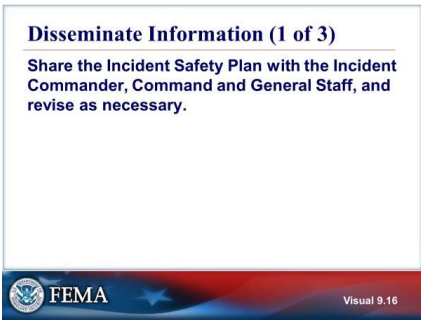 Disseminate Information (1 of 3)
Share the Incident Safety Plan with the Incident
Commander, Command and General Staff, and
revise as necessary.
FEMA
Visual 9.16